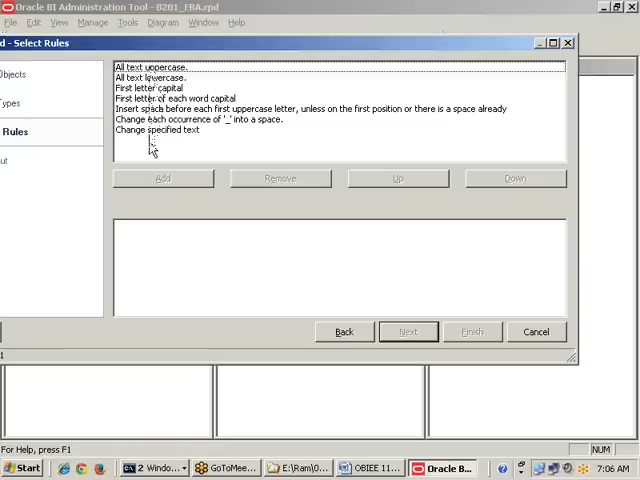 Oracle BI Administration Tool - B201_EBA.rpd
File Edit View Manage Tools Diagram Window Help
d - Select Rules
Objects
ypes
Rules
ut
All text uppercase.
All text lowercase.
First letter capital
First letter of each word capital
Insert space before each first uppercase letter, unless on the first position or there is a space already
Change each occurrence of '_' into a space.
Change specified text
Add Remove Up Down
Back Next Finish Cancel
1
For Help, press F1
NUM
Start 2 Windo... GoToMee... E:\Ram\0... OBIEE 11... Oracle B... 7:06 AM